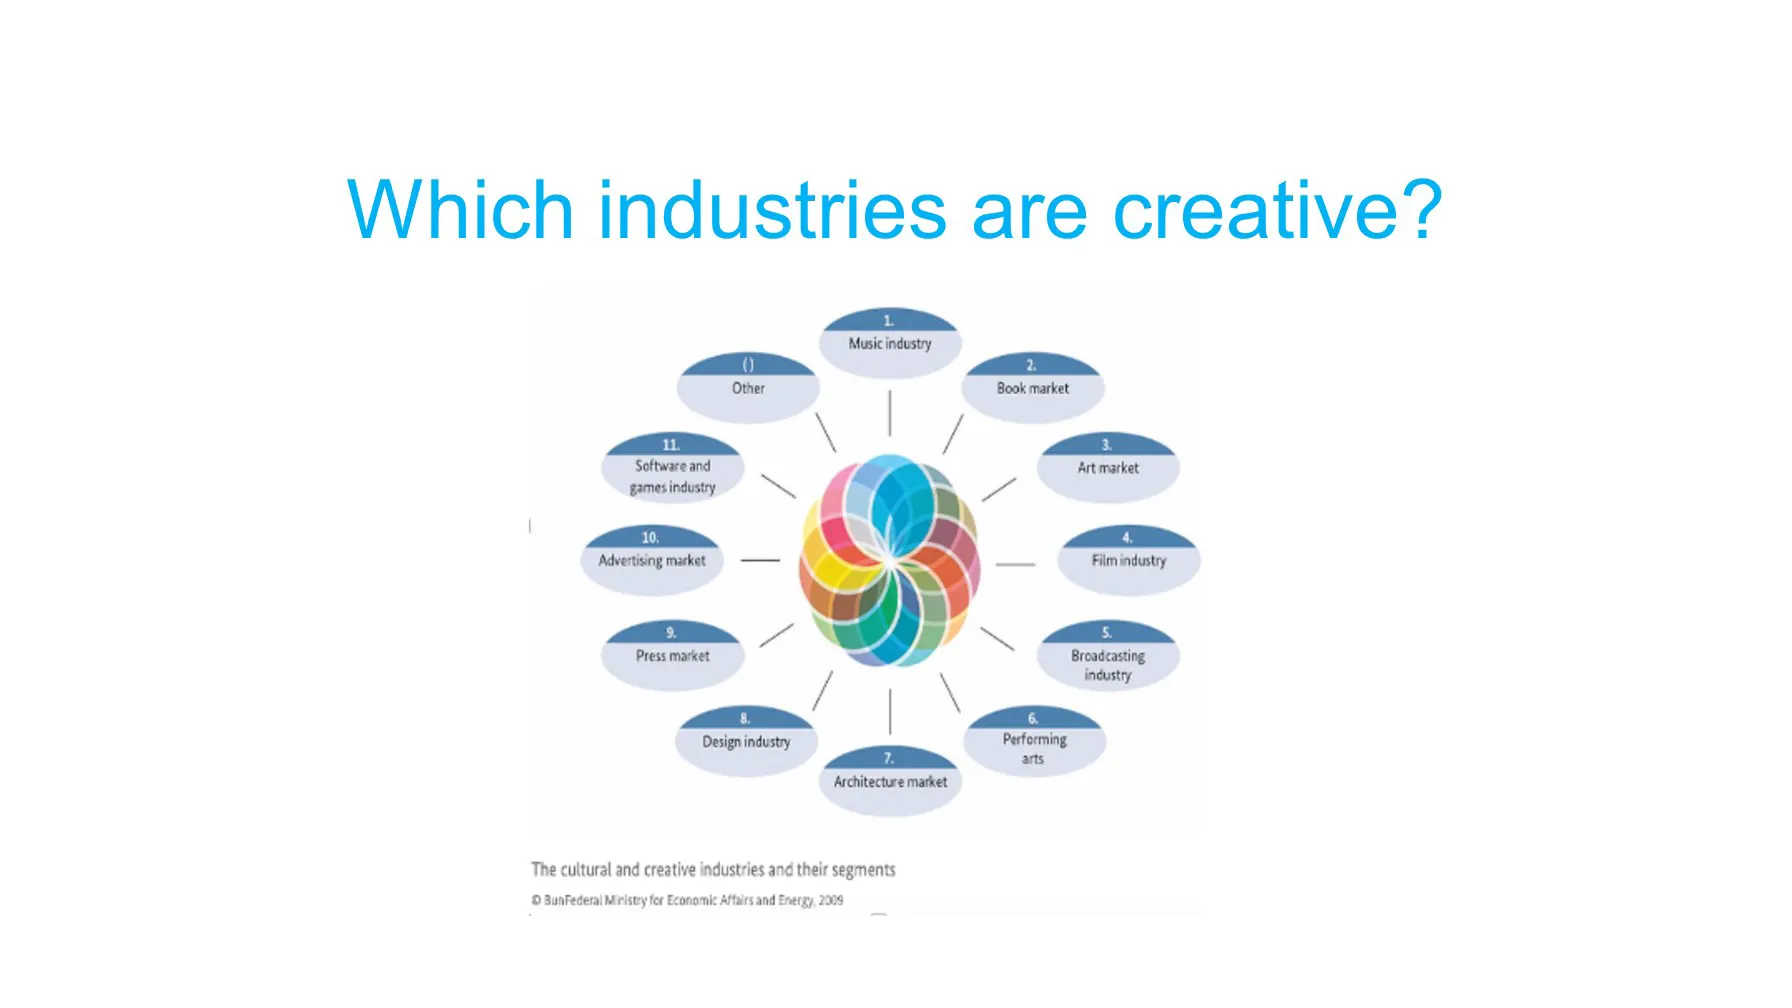 Which industries are creative?
1.
Music industry
2.
Book market
3.
Art market
4.
Film industry
5.
Broadcasting
industry
6.
Performing
arts
7.
Architecture market
8.
Design industry
9.
Press market
10.
Advertising market
11.
Software and
games industry
( )
Other
The cultural and creative industries and their segments
© BunFederal Ministry for Economic Affairs and Energy, 2009